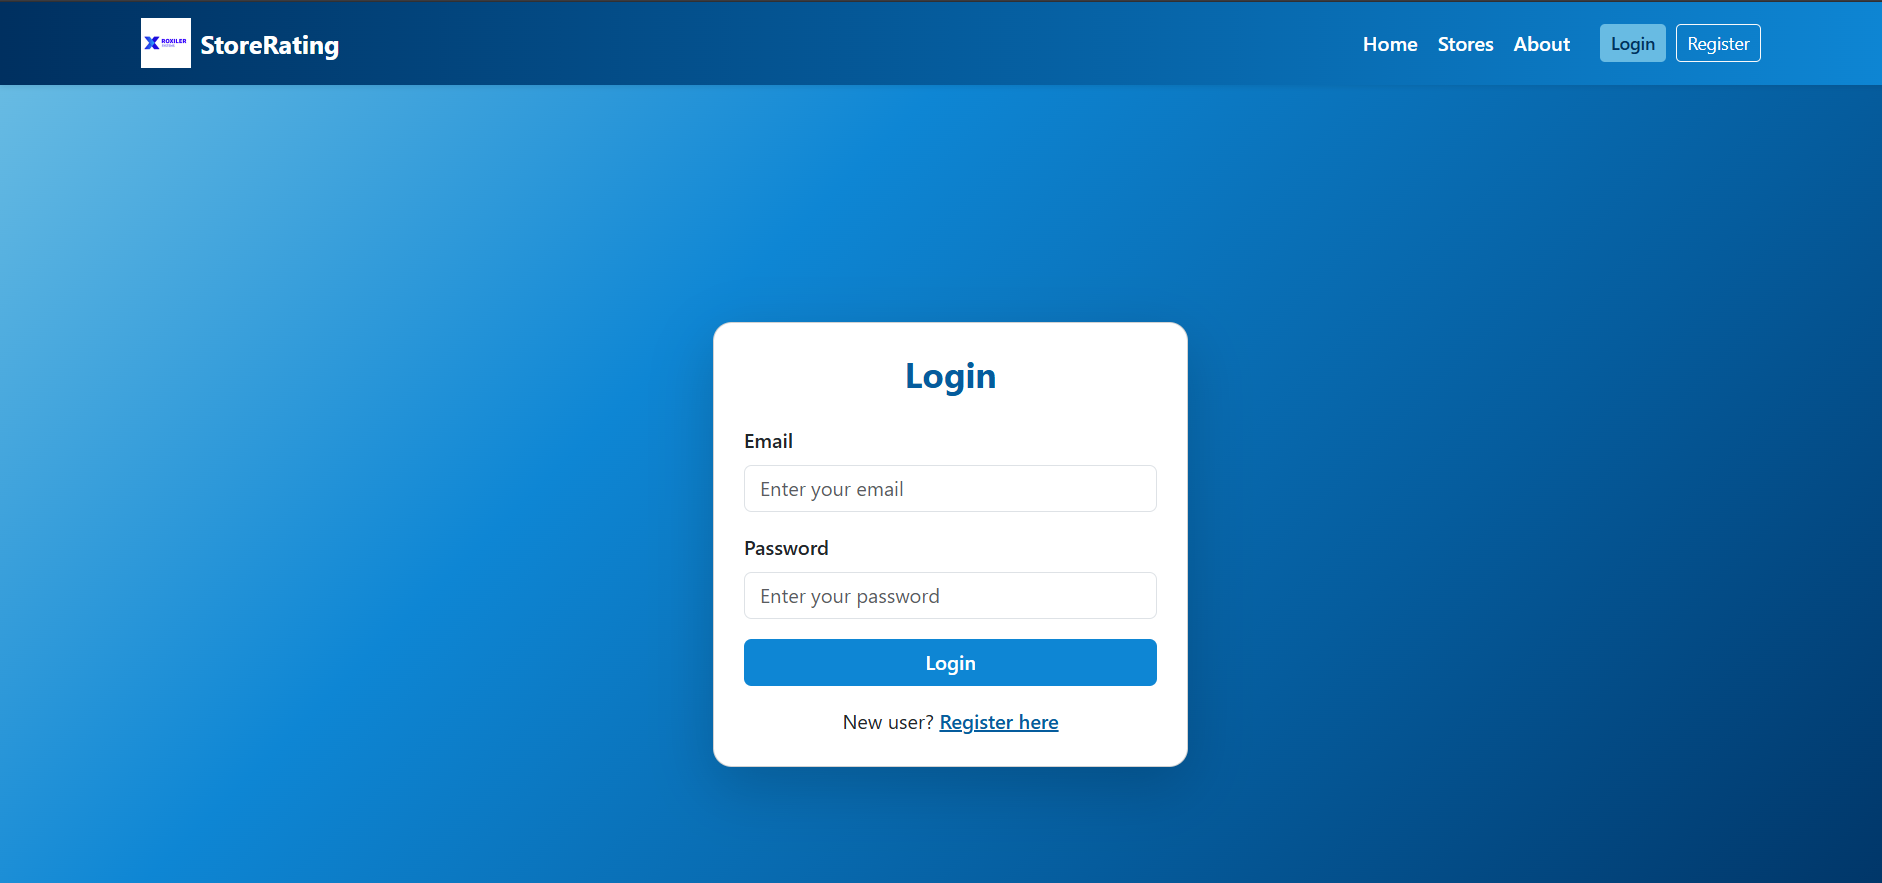 ROXILER
StoreRating
Home Stores About Login Register
Login
Email
Enter your email
Password
Enter your password
Login
New user? Register here